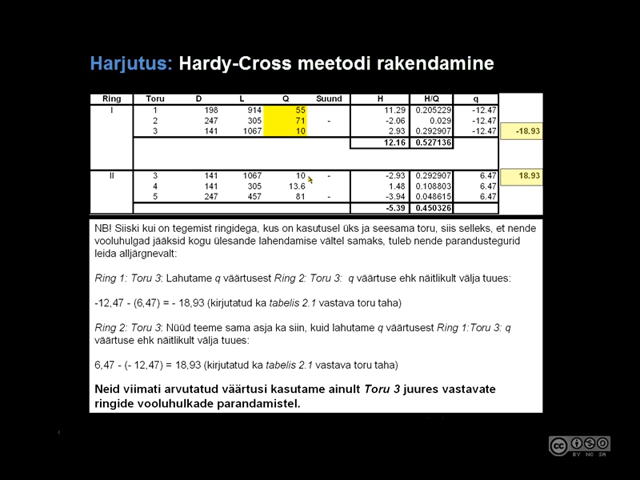 Harjutus: Hardy-Cross meetodi rakendamine
Ring Toru D L Q Suund H H/Q q
I 1 198 914 55 11.29 0.205229 -12.47
2 247 305 71 - -2.06 0.029 -12.47
3 141 1067 10 2.93 0.292907 -12.47 -18.93
12.16 0.527136
II 3 141 1067 10 - -2.93 0.292907 6.47 18.93
4 141 305 13.6 1.48 0.108803 6.47
5 247 457 81 - -3.94 0.048615 6.47
-5.39 0.450326
NB! Siiski kui on tegemist ringidega, kus on kasutusel üks ja seesama toru, siis selleks, et nende
vooluhulgad jääksid kogu ülesande lahendamise vältel samaks, tuleb nende parandustegurid
leida alljärgnevalt:
Ring 1: Toru 3: Lahutame q väärtusest Ring 2: Toru 3: q väärtuse ehk näitlikult välja tuues:
-12,47 - (6,47) = - 18,93 (kirjutatud ka tabelis 2.1 vastava toru taha)
Ring 2: Toru 3: Nüüd teeme sama asja ka siin, kuid lahutame q väärtusest Ring 1:Toru 3: q
väärtuse ehk näitlikult välja tuues:
6,47 - (- 12,47) = 18,93 (kirjutatud ka tabelis 2.1 vastava toru taha)
Neid viimati arvutatud väärtusi kasutame ainult Toru 3 juures vastavate
ringide vooluhulkade parandamistel.
cc
BY NC SA